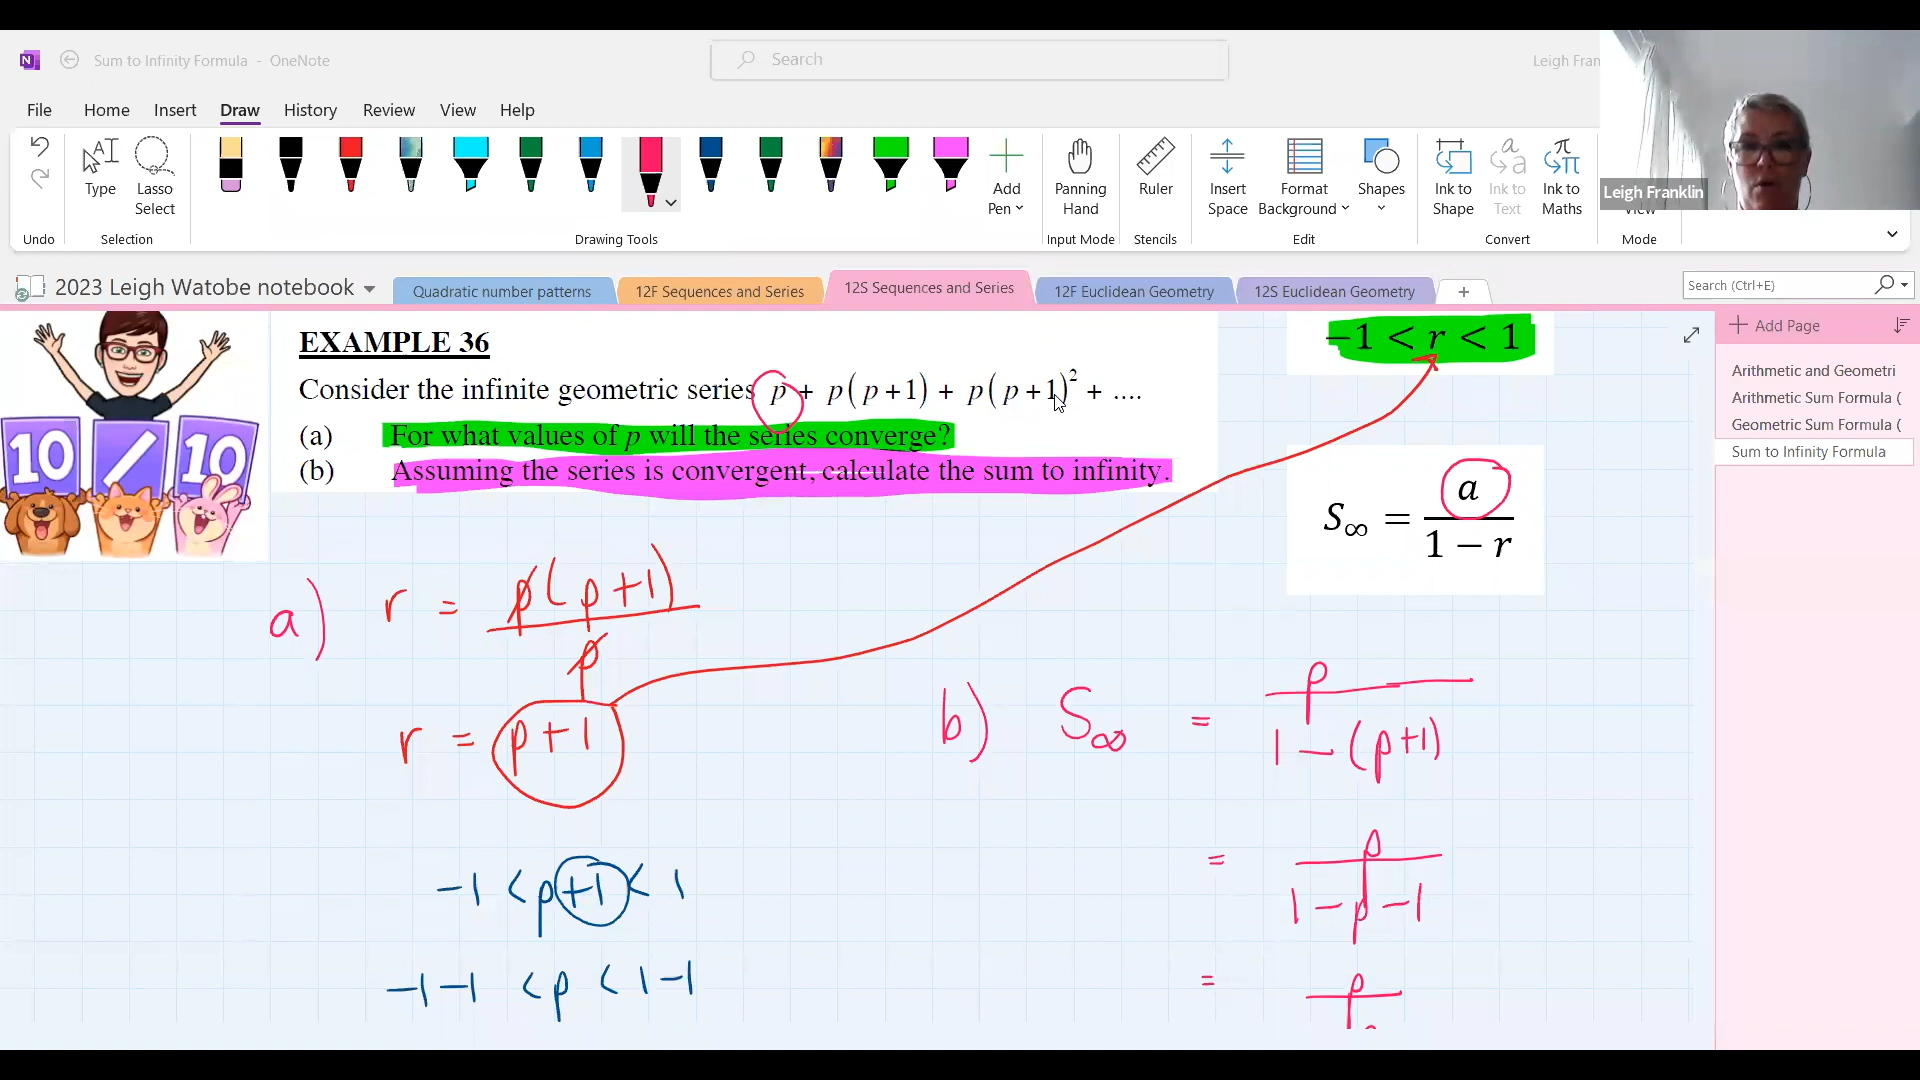 Sum to Infinity Formula - OneNote
Search
Leigh Fran
File Home Insert Draw History Review View Help
Type
Lasso Select
Add Pen
Panning Hand
Ruler
Insert Space
Format Background
Shapes
Ink to Shape
Ink to Text
Ink to Maths
Leigh Franklin
View
Undo
Selection
Drawing Tools
Input Mode
Stencils
Edit
Convert
Mode
2023 Leigh Watobe notebook
Quadratic number patterns
12F Sequences and Series
12S Sequences and Series
12F Euclidean Geometry
12S Euclidean Geometry
+
Search (Ctrl+E)
Add Page
Arithmetic and Geometri
Arithmetic Sum Formula (
Geometric Sum Formula (
Sum to Infinity Formula
10 / 10
EXAMPLE 36
Consider the infinite geometric series p + p(p+1) + p(p+1)² + ....
(a) For what values of p will the series converge?
(b) Assuming the series is convergent, calculate the sum to infinity.
−1 < r < 1
S∞ = a / (1 − r)
a) r = p(p+1) / p
r = p+1
−1 < p+1 < 1
−1−1 < p < 1−1
b) S∞ = p / 1−(p+1)
= p / 1−p−1
= p